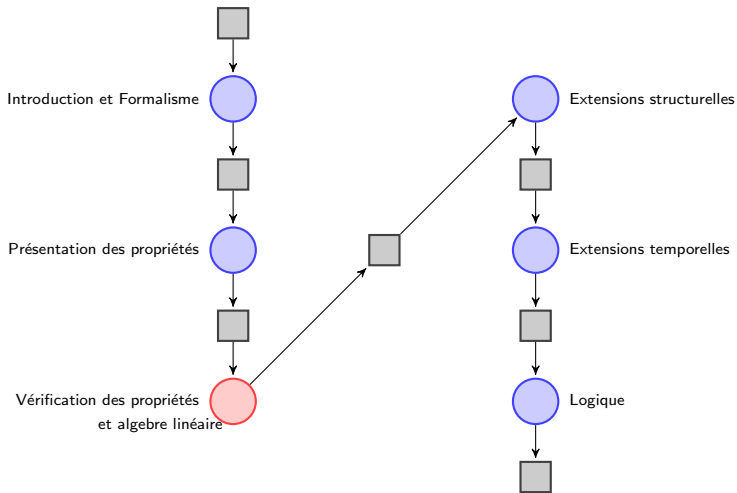 Introduction et Formalisme
Présentation des propriétés
Vérification des propriétés
et algebre linéaire
Extensions structurelles
Extensions temporelles
Logique